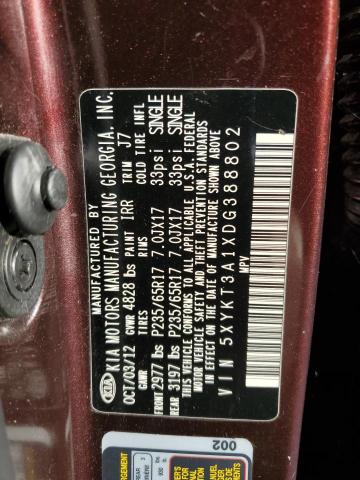 MANUFACTURED BY
KIA MOTORS MANUFACTURING GEORGIA, INC.
OCT/03/12 GVWR 4828 lbs PAINT 1RR TRIM J7
GAWR TIRES RIMS COLD TIRE INFL
FRONT 2977 lbs P235/65R17 7.0JX17 33psi SINGLE
REAR 3197 lbs P235/65R17 7.0JX17 33psi SINGLE
THIS VEHICLE CONFORMS TO ALL APPLICABLE U.S.A. FEDERAL
MOTOR VEHICLE SAFETY AND THEFT PREVENTION STANDARDS
IN EFFECT ON THE DATE OF MANUFACTURE SHOWN ABOVE.
VIN 5XYKT3A1XDG388802
MPV
KIA
002